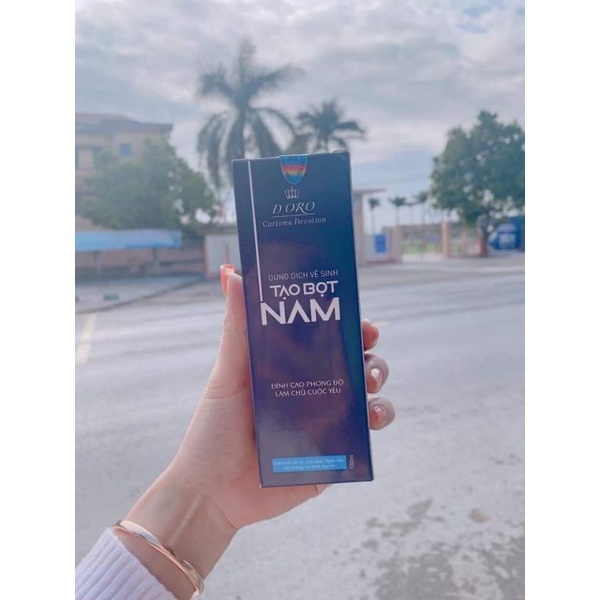 D'ORO
Carisma Devotion
DUNG DỊCH VỆ SINH
TẠO BỌT
NAM
ĐỈNH CAO PHONG ĐỘ
LÀM CHỦ CUỘC YÊU